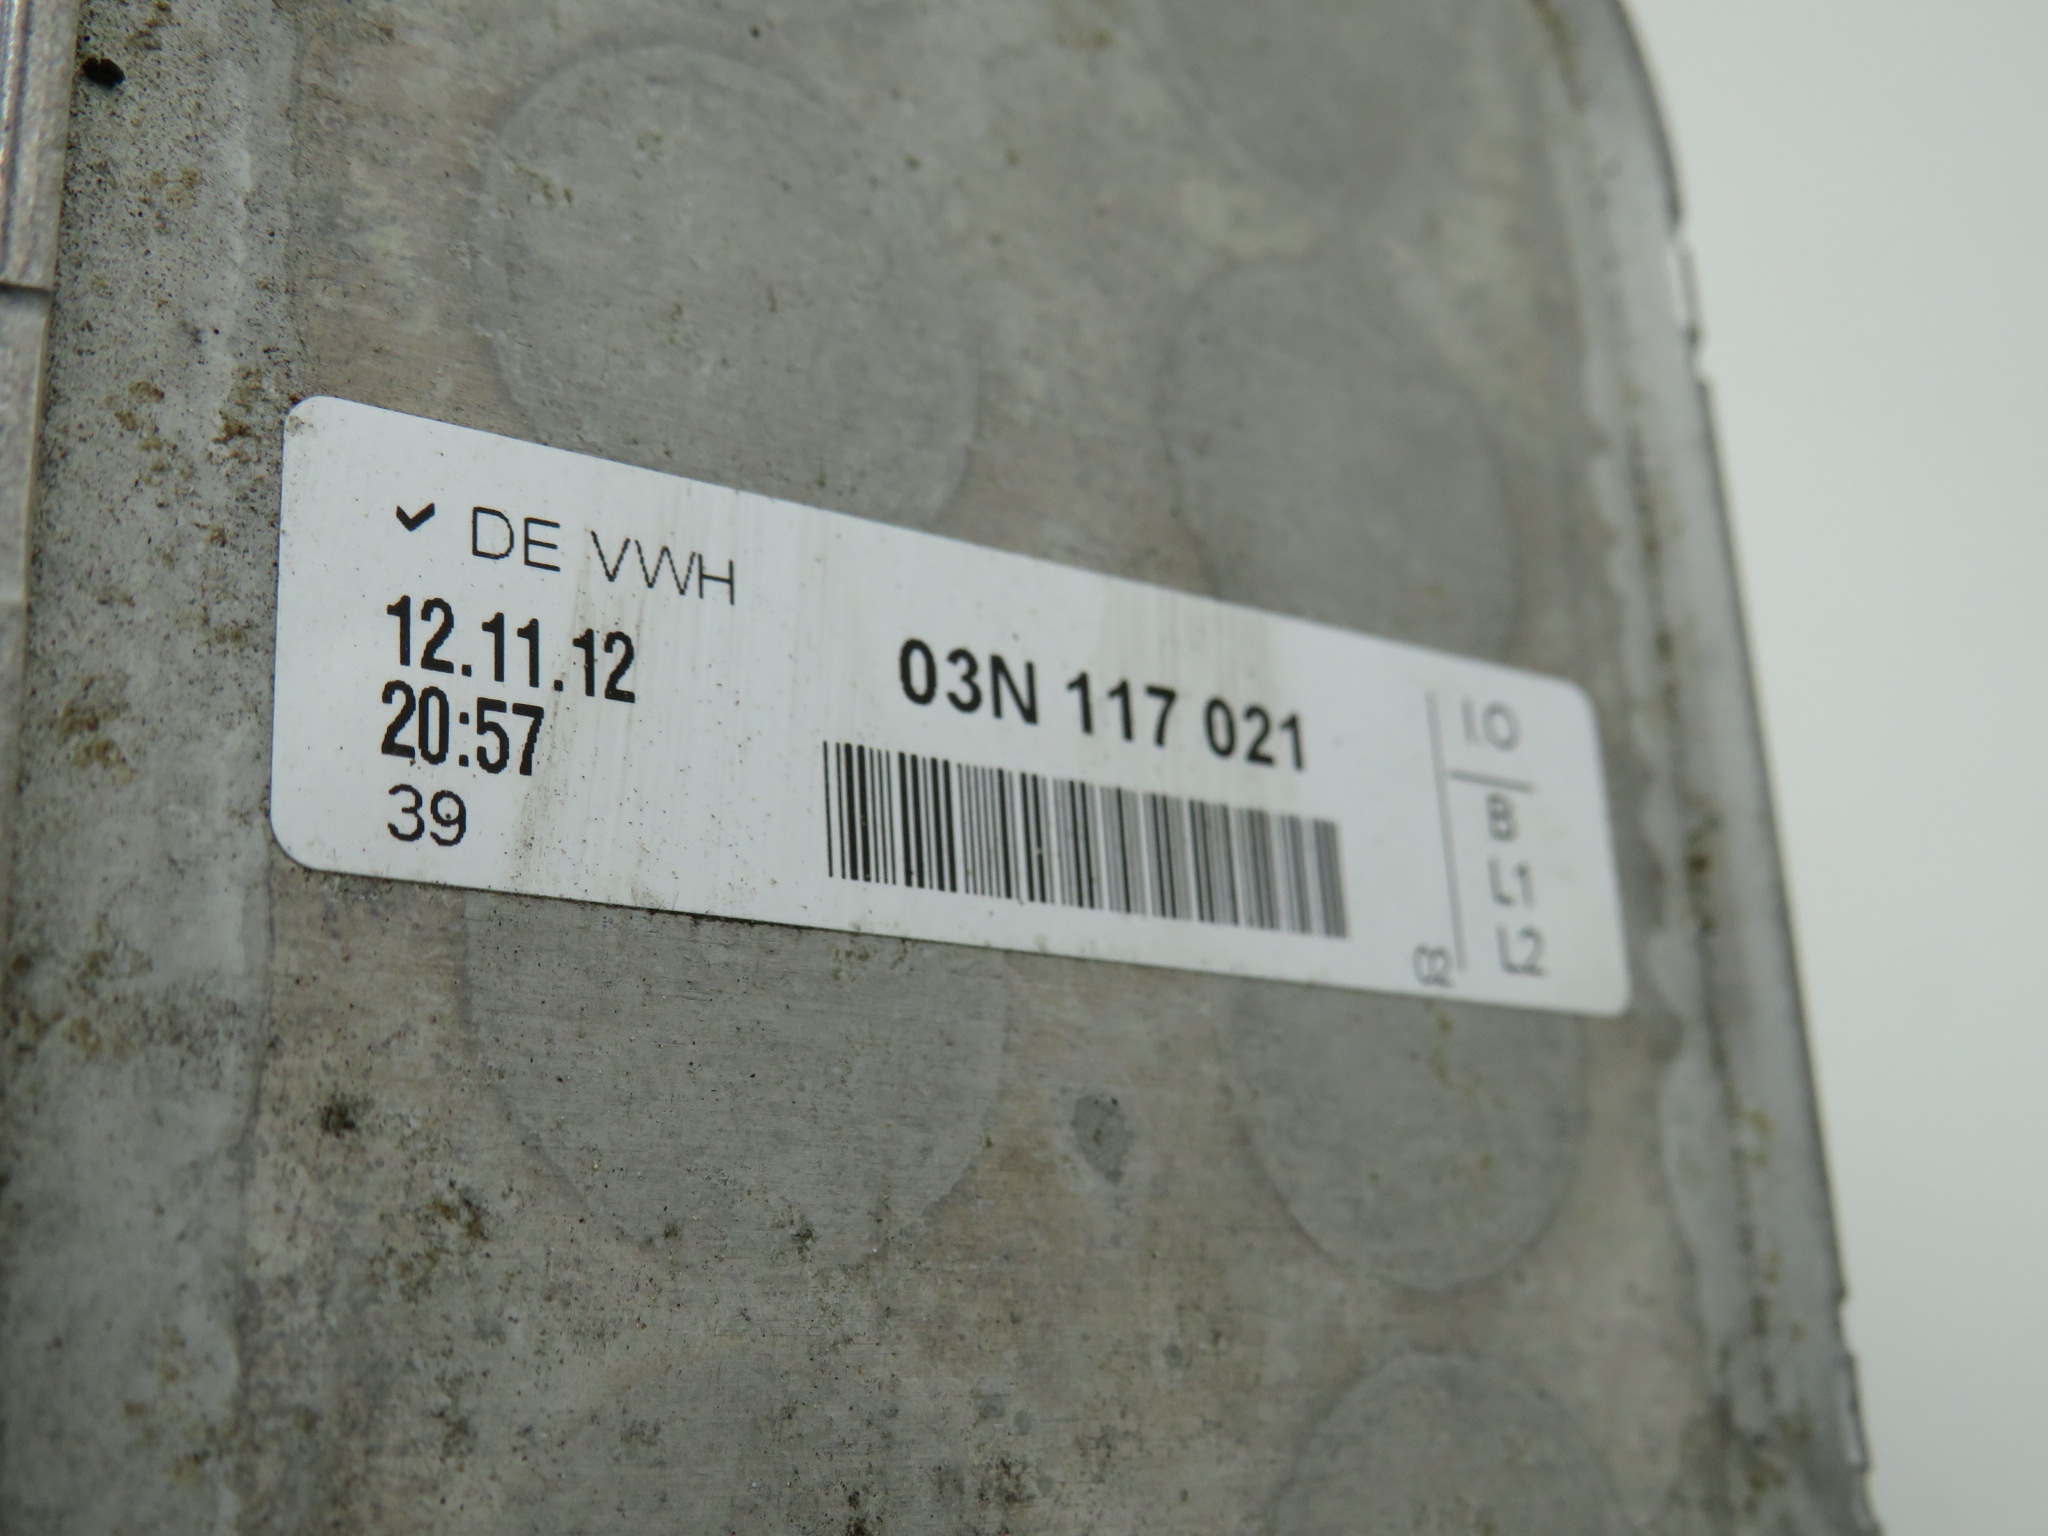 ✓ DE VWH
12.11.12
20:57
39
03N 117 021
I.O
B
L1
L2
02